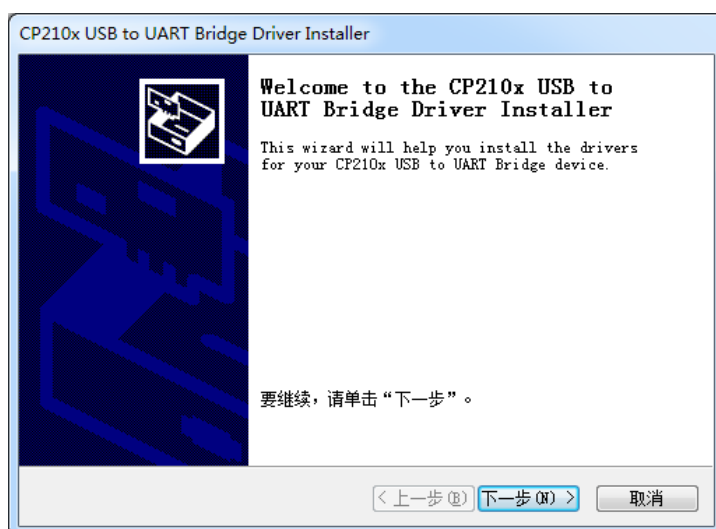 CP210x USB to UART Bridge Driver Installer
Welcome to the CP210x USB to
UART Bridge Driver Installer
This wizard will help you install the drivers
for your CP210x USB to UART Bridge device.
要继续，请单击“下一步”。
< 上一步(B) 下一步(N) > 取消